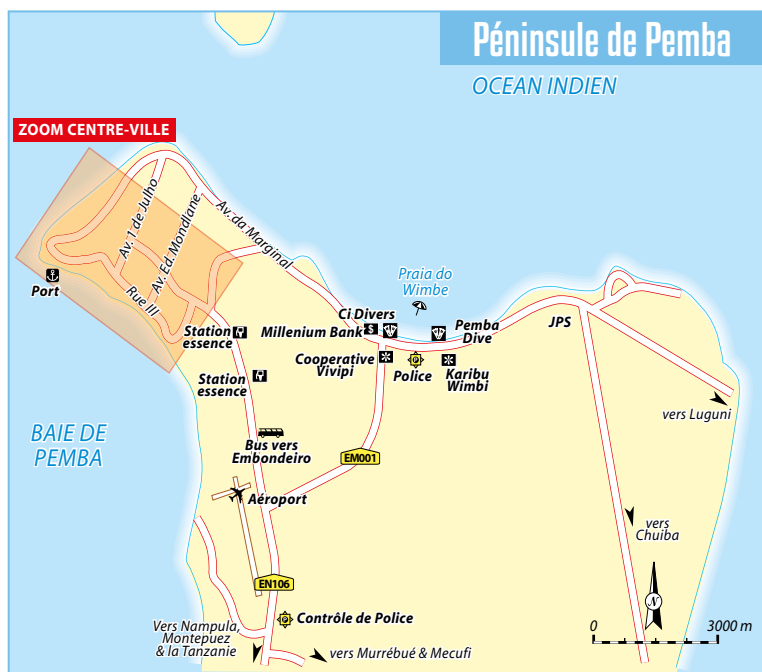 Péninsule de Pemba
OCEAN INDIEN
ZOOM CENTRE-VILLE
Av. 1 de Julho
Av. Ed. Mondlane
Av. da Marginal
Rue III
Port
Praia do
Wimbe
Ci Divers
Millenium Bank
$
Pemba
Dive
JPS
Station
essence
Cooperative
Vivipi
P
Police
Karibu
Wimbi
Station
essence
vers Luguni
BAIE DE
PEMBA
Bus vers
Embondeiro
EM001
Aéroport
vers
Chuiba
EN106
P
Contrôle de Police
N
0 3000 m
Vers Nampula,
Montepuez
& la Tanzanie
vers Murrébué & Mecufi